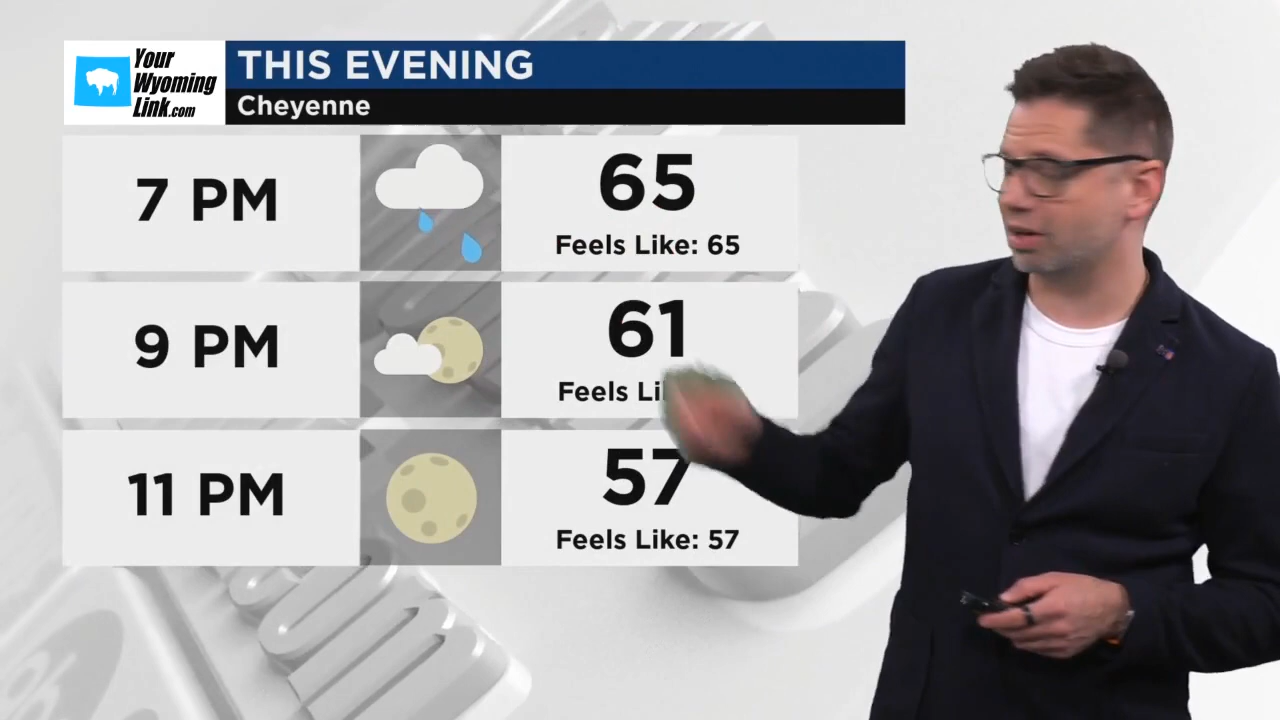 Your
Wyoming
Link.com
THIS EVENING
Cheyenne
7 PM
65
Feels Like: 65
9 PM
61
Feels
11 PM
57
Feels Like: 57